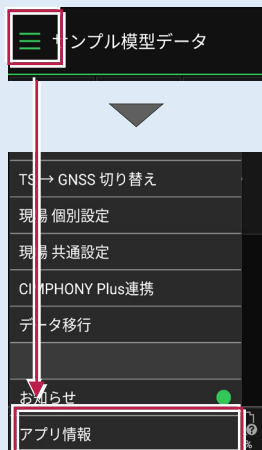 サンプル模型データ
TS → GNSS 切り替え
現場 個別設定
現場 共通設定
CIMPHONY Plus連携
データ移行
お知らせ
アプリ情報
%